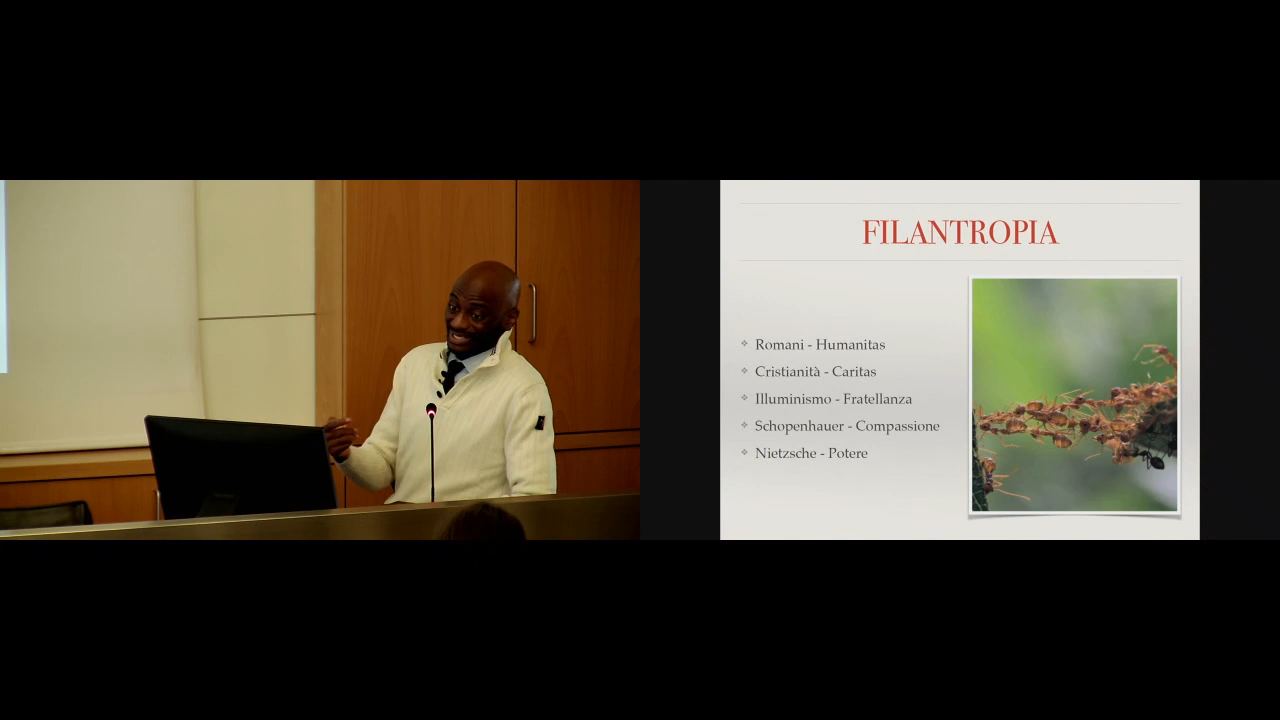 FILANTROPIA
Romani - Humanitas
Cristianità - Caritas
Illuminismo - Fratellanza
Schopenhauer - Compassione
Nietzsche - Potere